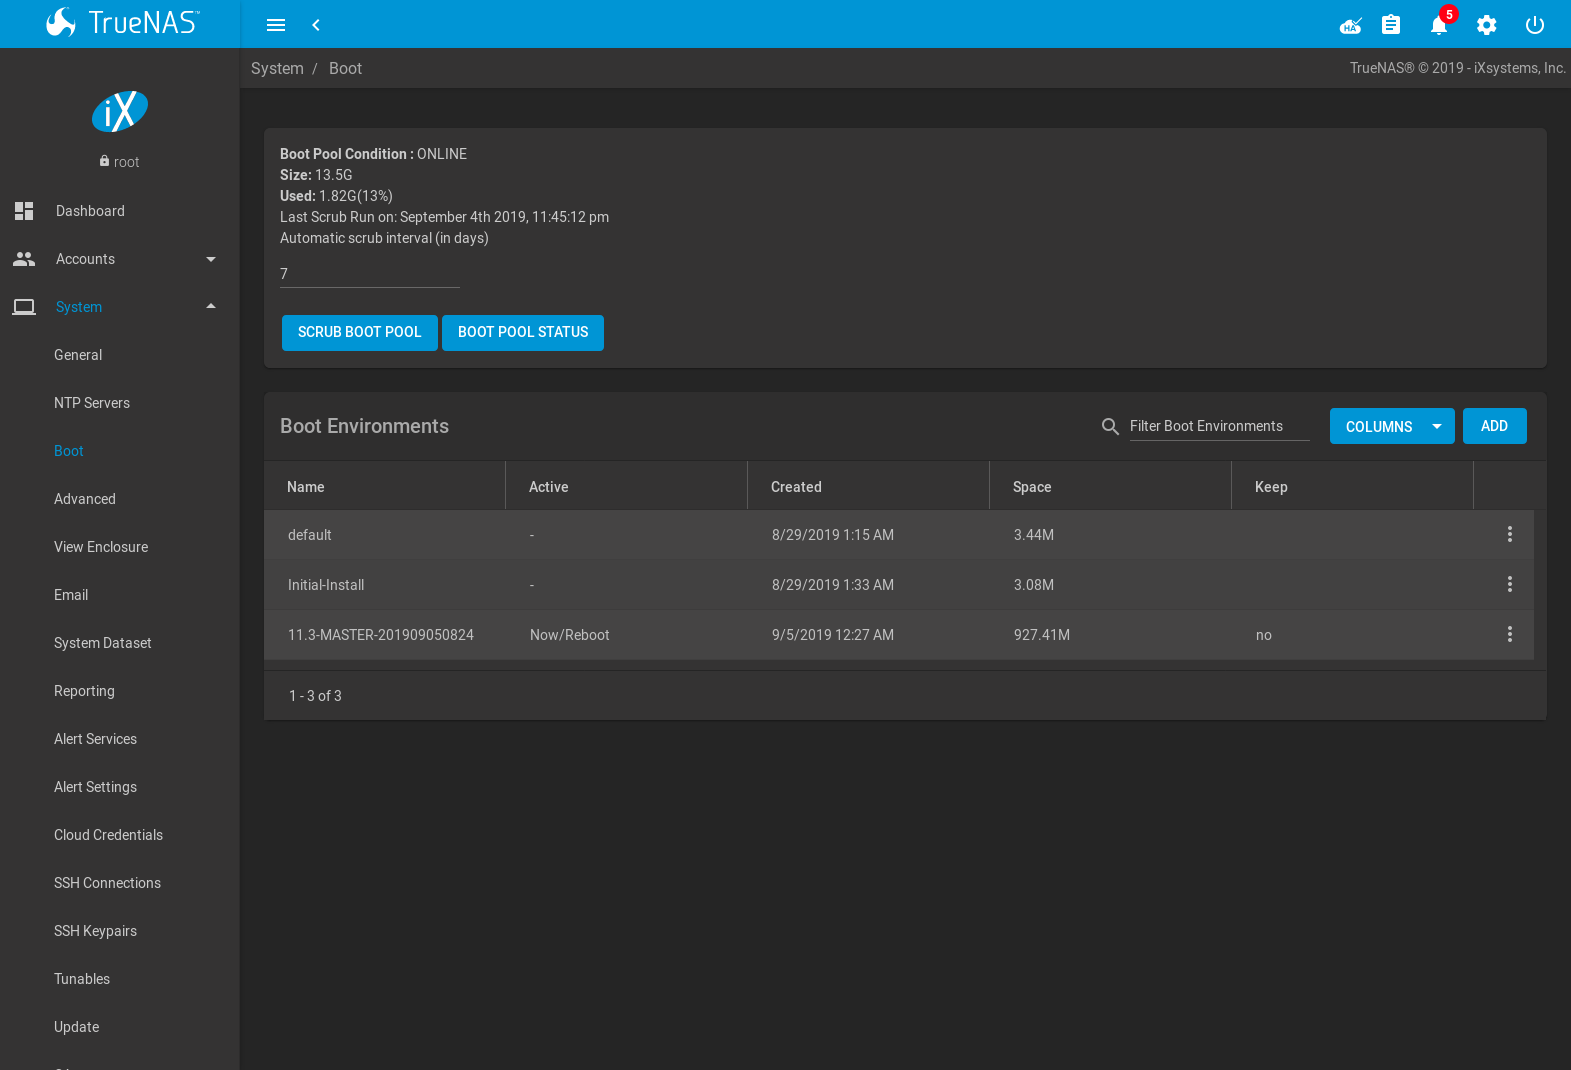 TrueNAS™
HA
5
System / Boot
TrueNAS® © 2019 - iXsystems, Inc.
iX
root
Dashboard
Accounts
System
General
NTP Servers
Boot
Advanced
View Enclosure
Email
System Dataset
Reporting
Alert Services
Alert Settings
Cloud Credentials
SSH Connections
SSH Keypairs
Tunables
Update
Boot Pool Condition : ONLINE
Size: 13.5G
Used: 1.82G(13%)
Last Scrub Run on: September 4th 2019, 11:45:12 pm
Automatic scrub interval (in days)
7
SCRUB BOOT POOL BOOT POOL STATUS
Boot Environments Filter Boot Environments COLUMNS ADD
Name Active Created Space Keep
default - 8/29/2019 1:15 AM 3.44M
Initial-Install - 8/29/2019 1:33 AM 3.08M
11.3-MASTER-201909050824 Now/Reboot 9/5/2019 12:27 AM 927.41M no
1 - 3 of 3